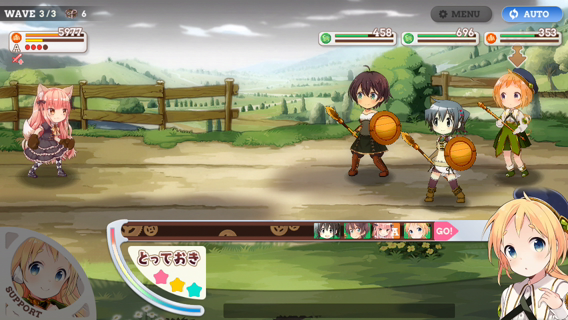 WAVE 3/3 6
MENU
AUTO
5977
458
696
353
A
A
GO!
とっておき
SUPPORT